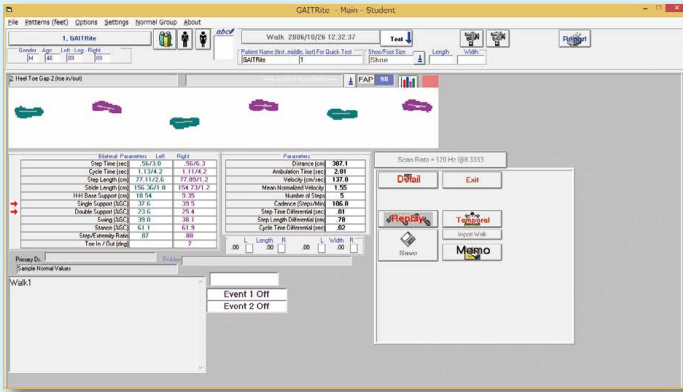 GAITRite - Main - Student
File Patterns (feet) Options Settings Normal Group About
1, GAITRite
abc
Walk 2006/10/26 12.32.37
Test
Report
Gender Age Left - Leg - Right
M 46 89 89
Patient Name (first, middle, last) For Quick Test
GAITRite 1
Shoe/Foot Size
Shoe
Length Width
2. Heel Toe Gap 2 (toe in/out)
FAP 98
Bilateral Parameters Left Right
Step Time (sec) .56/3.0 .56/6.3
Cycle Time (sec) 1.13/4.2 1.11/4.2
Step Length (cm) 77.11/2.6 77.89/1.2
Stride Length (cm) 156.36/1.0 154.73/1.2
H-H Base Support (cm) 10.54 9.35
Single Support (%GC) 37.6 39.5
Double Support (%GC) 23.6 25.4
Swing (%GC) 39.0 38.1
Stance (%GC) 61.1 61.9
Step/Extremity Ratio 87 88
Toe In / Out (deg) 7
Parameters
Distance (cm) 307.1
Ambulation Time (sec) 2.81
Velocity (cm/sec) 137.0
Mean Normalized Velocity 1.55
Number of Steps 5
Cadence (Steps/Min) 106.8
Step Time Differential (sec) .01
Step Length Differential (cm) .78
Cycle Time Differential (sec) .02
L Length R L Width R
.00 .00 .00 .00
Scan Rate = 120 Hz @8.3333
Detail
Exit
Replay
Temporal
Import Walk
Save
Memo
Primary Dx.
Problem
Sample Normal Values
Walk1
Event 1 Off
Event 2 Off